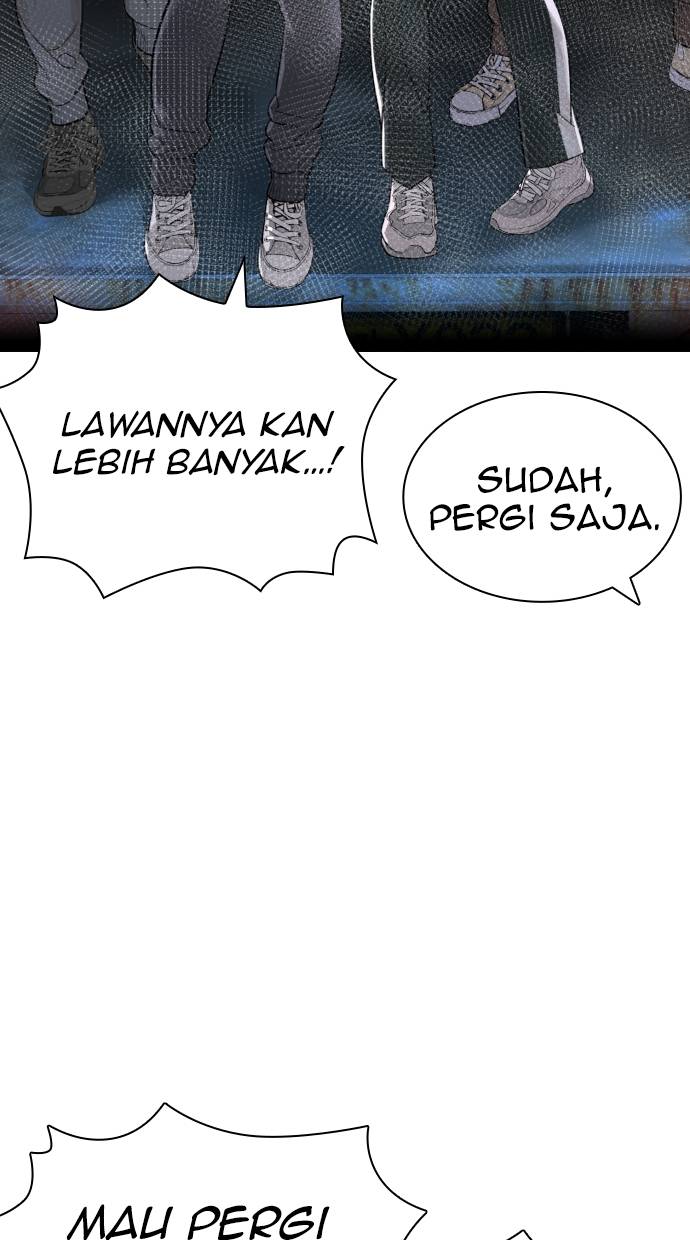 LAWANNYA KAN
LEBIH BANYAK...!
SUDAH,
PERGI SAJA.
MAU PERGI